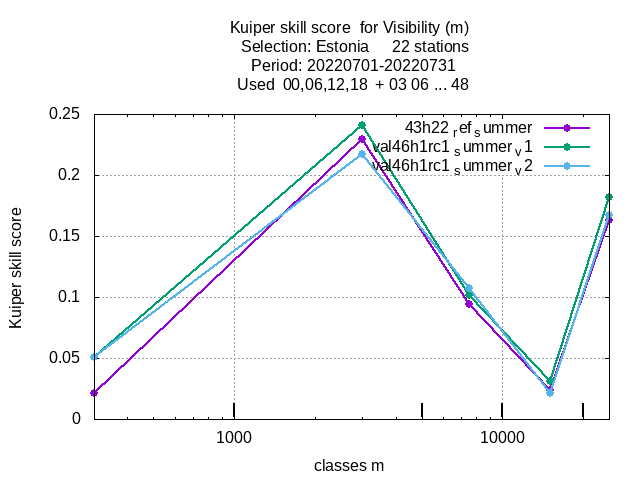 Kuiper skill score  for Visibility (m)
Selection: Estonia     22 stations
Period: 20220701-20220731
Used  00,06,12,18  + 03 06 ... 48
0.25
43h22 ref summer
val46h1rc1 summer v1
0.2
val46h1rc1 summer v2
0.15
Kuiper skill score
0.1
0.05
0
1000
10000
classes m